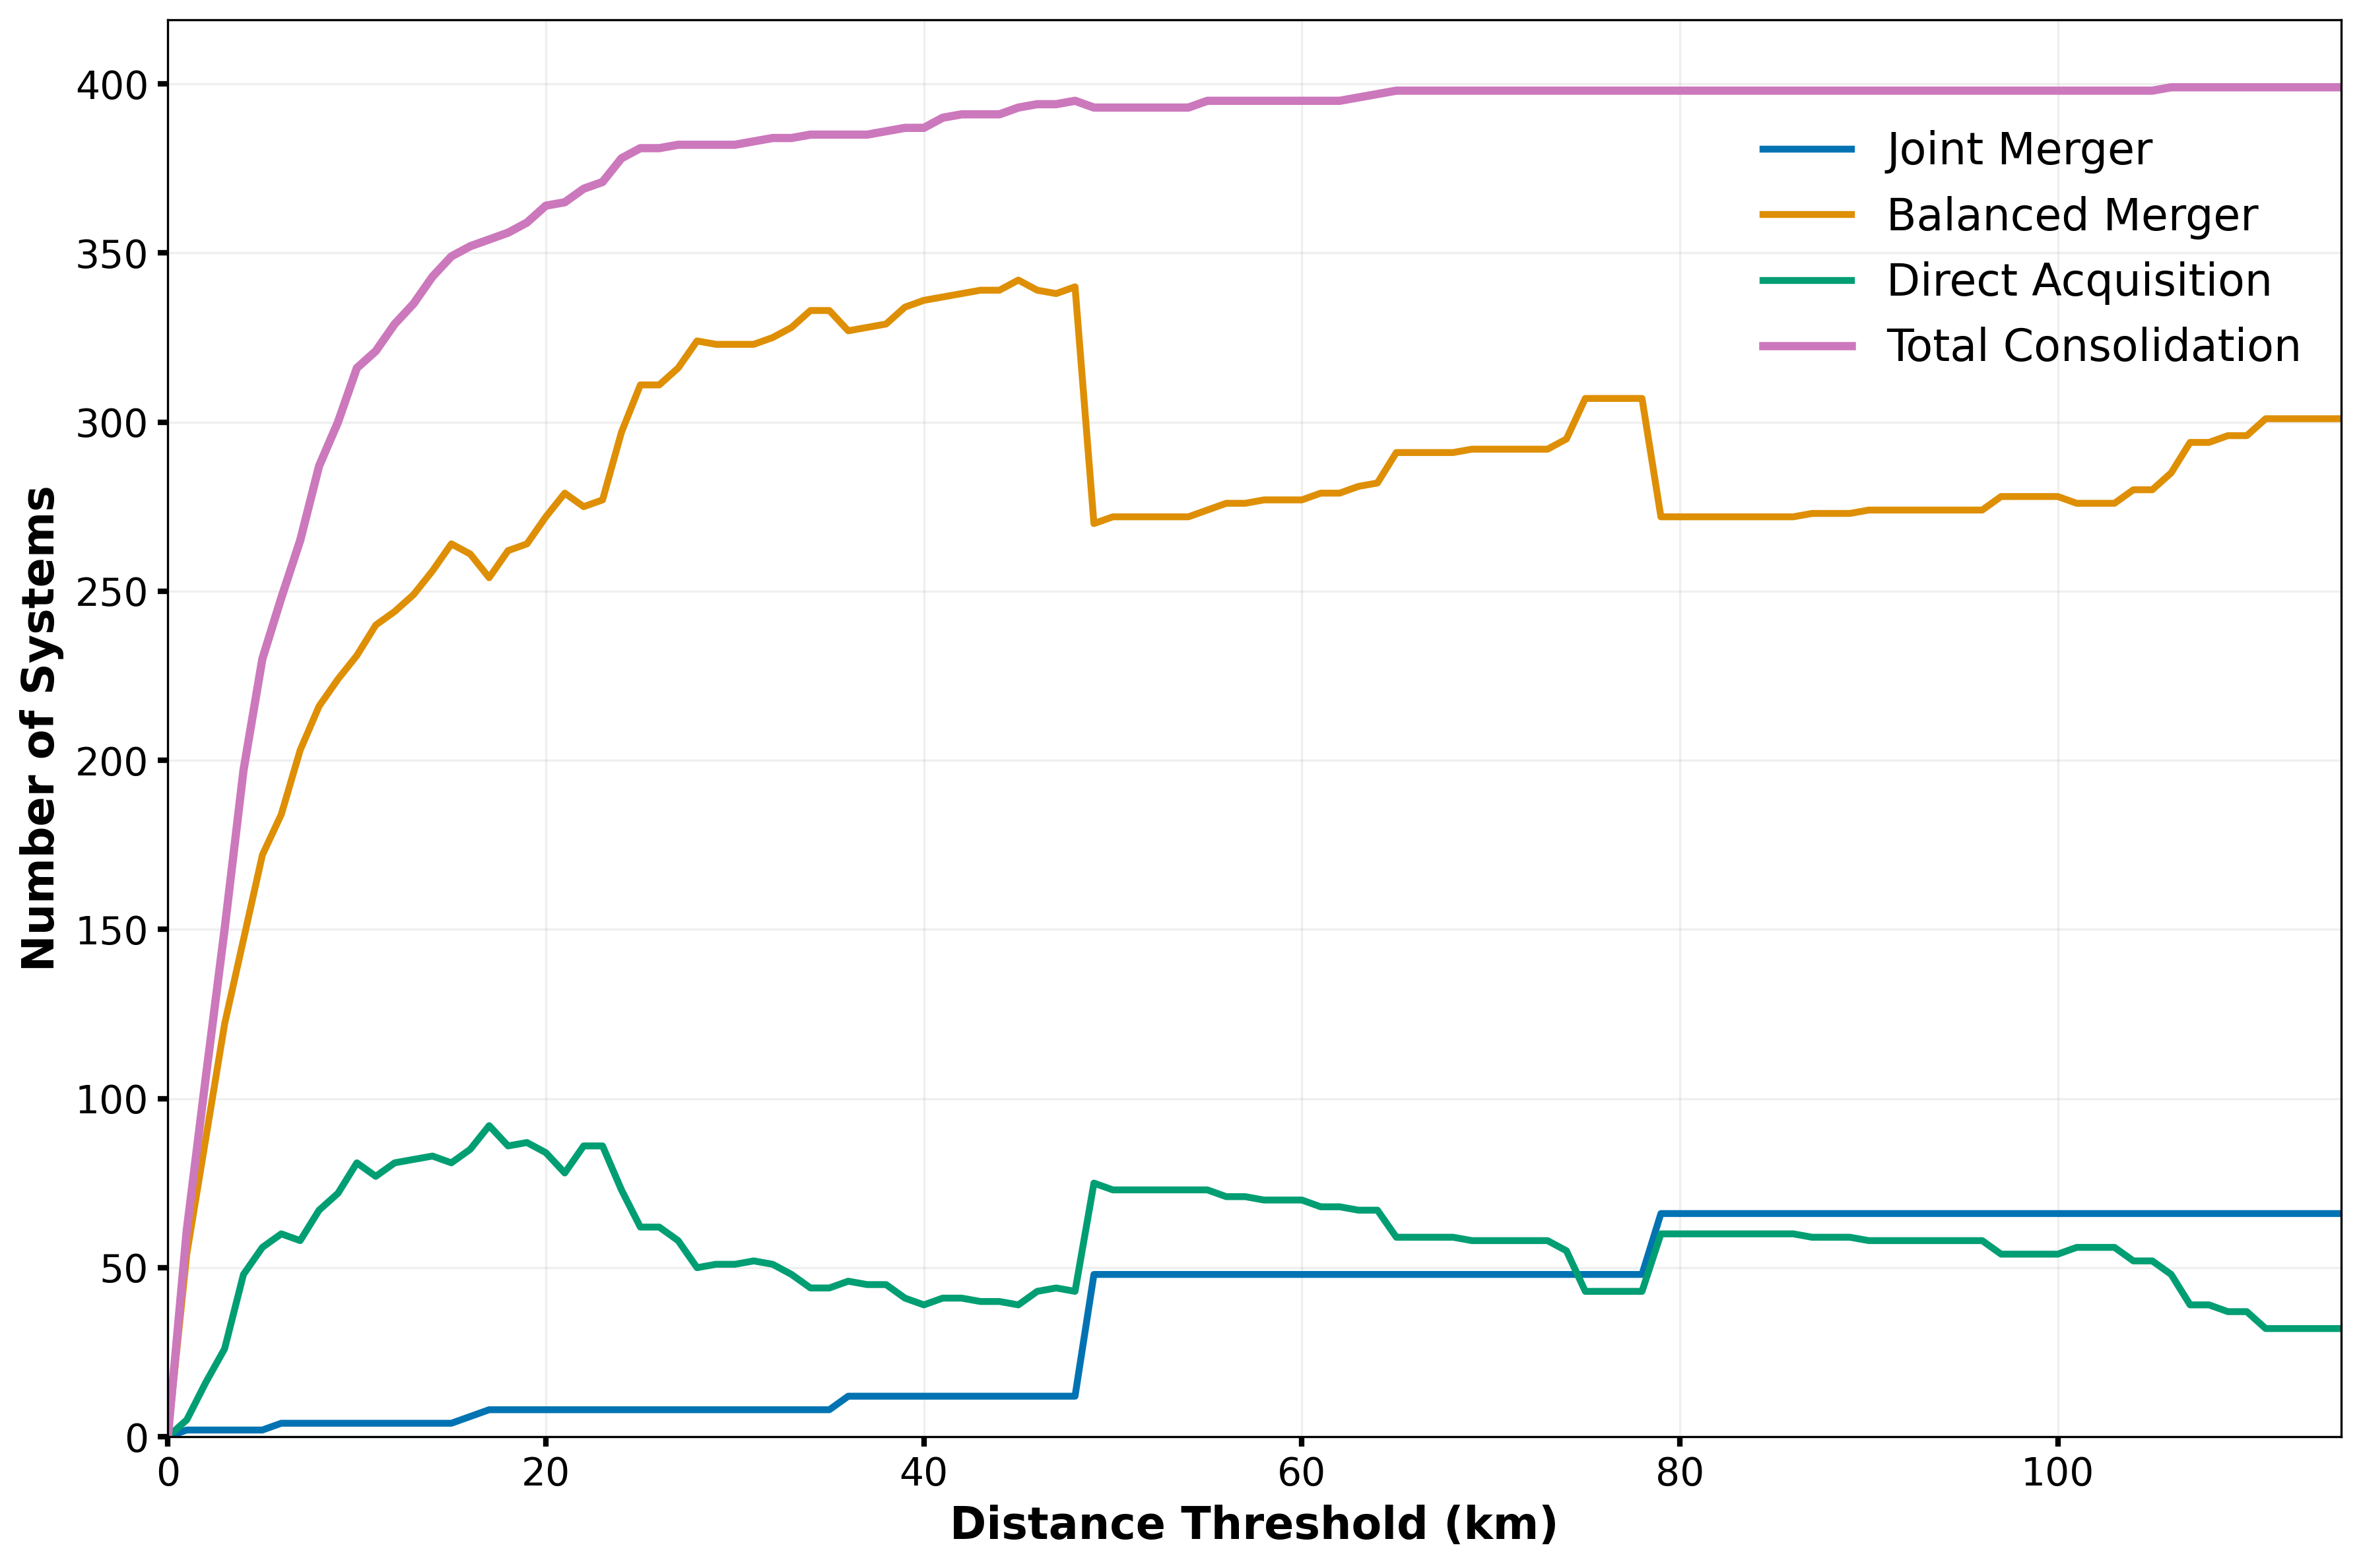 400
350
300
250
200
150
100
50
0
Number of Systems
Joint Merger
Balanced Merger
Direct Acquisition
Total Consolidation
0 20 40 60 80 100
Distance Threshold (km)